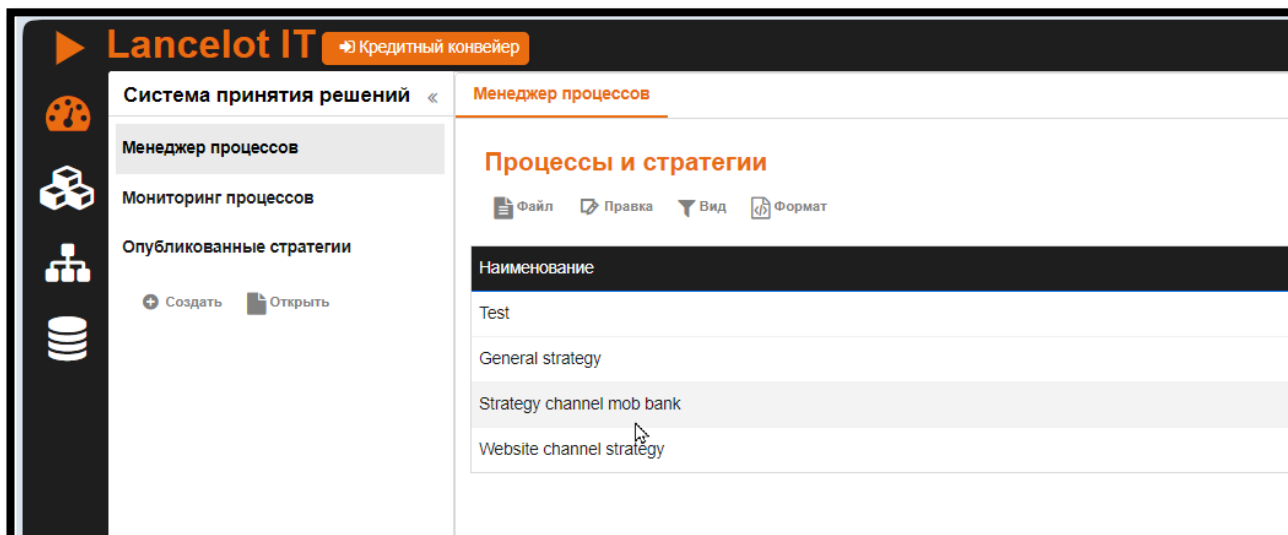 Lancelot IT Кредитный конвейер
Система принятия решений «
Менеджер процессов
Мониторинг процессов
Опубликованные стратегии
Создать Открыть
Менеджер процессов
Процессы и стратегии
Файл Правка Вид Формат
Наименование
Test
General strategy
Strategy channel mob bank
Website channel strategy